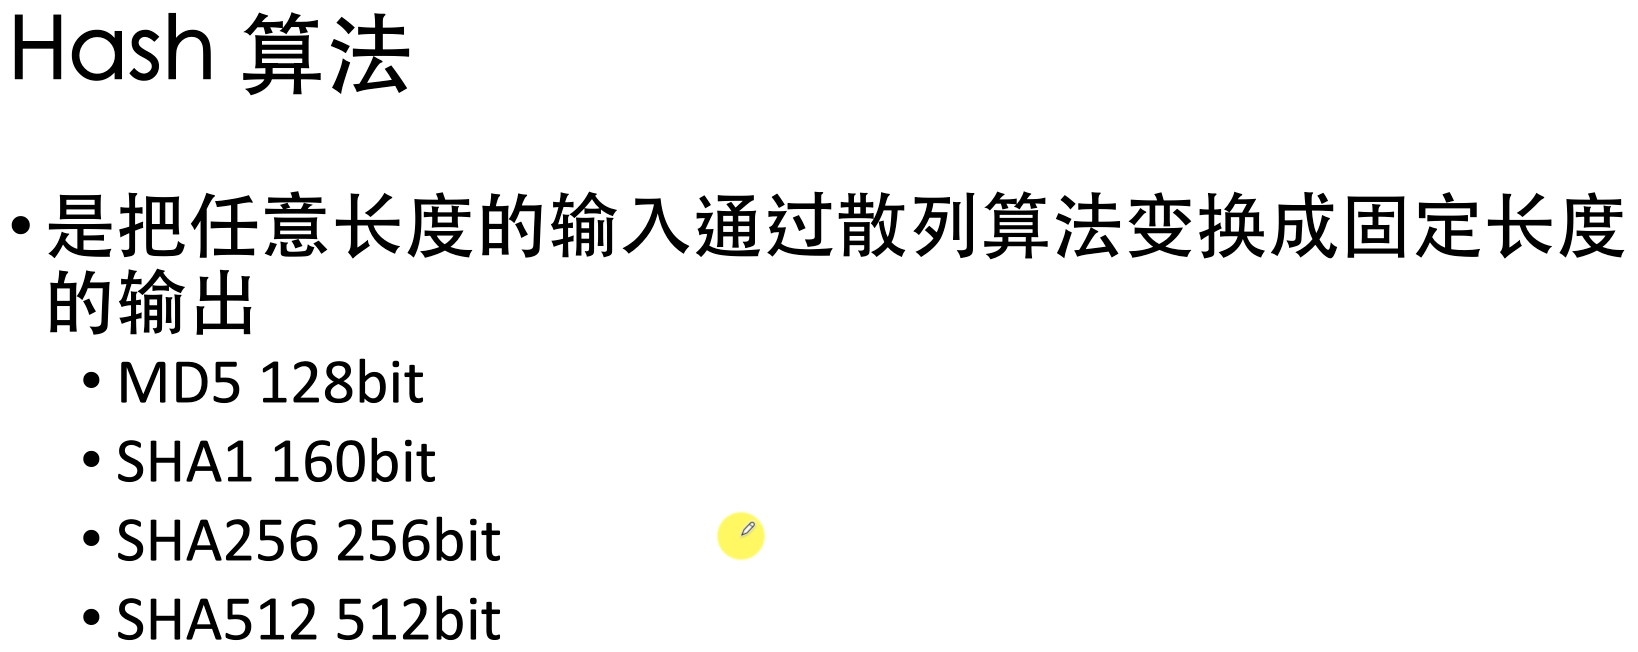 Hash 算法
• 是把任意长度的输入通过散列算法变换成固定长度
的输出
• MD5 128bit
• SHA1 160bit
• SHA256 256bit
• SHA512 512bit